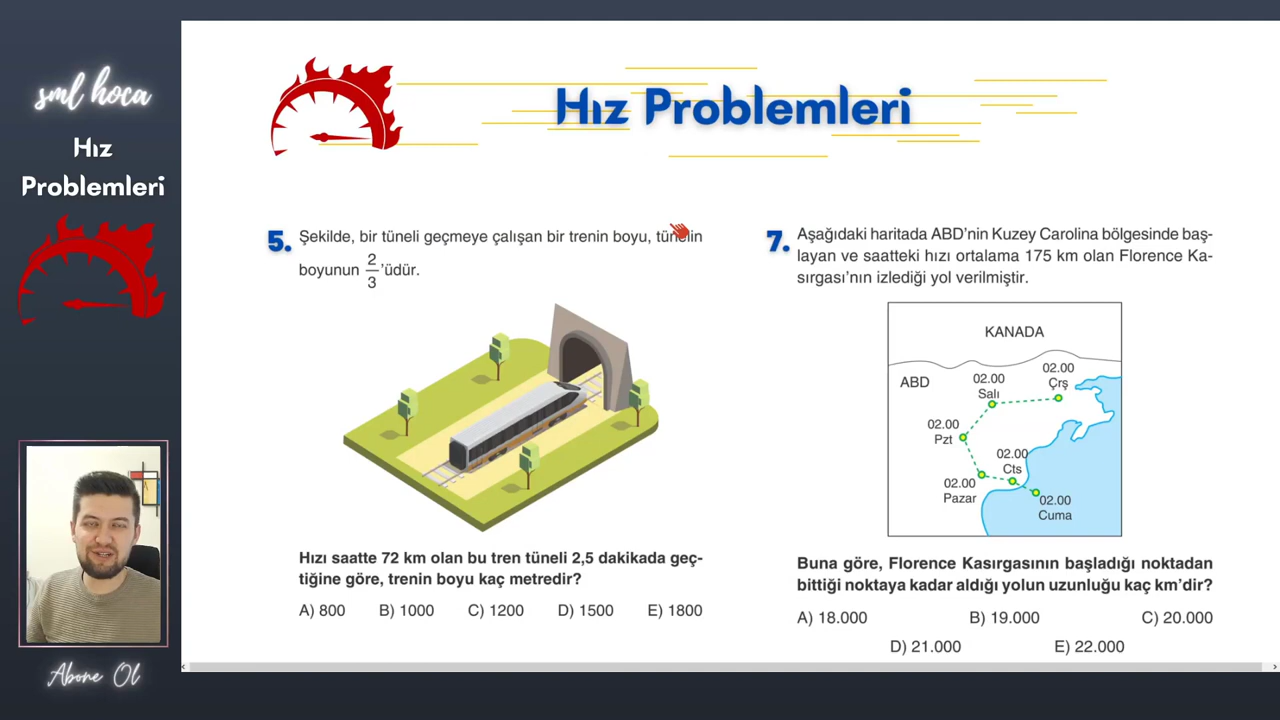 sml hoca
Hız
Problemleri
Abone Ol
Hız Problemleri
5. Şekilde, bir tüneli geçmeye çalışan bir trenin boyu, tünelin
boyunun 2/3'üdür.
Hızı saatte 72 km olan bu tren tüneli 2,5 dakikada geç-
tiğine göre, trenin boyu kaç metredir?
A) 800 B) 1000 C) 1200 D) 1500 E) 1800
7. Aşağıdaki haritada ABD'nin Kuzey Carolina bölgesinde baş-
layan ve saatteki hızı ortalama 175 km olan Florence Ka-
sırgası'nın izlediği yol verilmiştir.
KANADA
ABD
02.00
Çrş
02.00
Salı
02.00
Pzt
02.00
Cts
02.00
Pazar
02.00
Cuma
Buna göre, Florence Kasırgasının başladığı noktadan
bittiği noktaya kadar aldığı yolun uzunluğu kaç km'dir?
A) 18.000 B) 19.000 C) 20.000
D) 21.000 E) 22.000